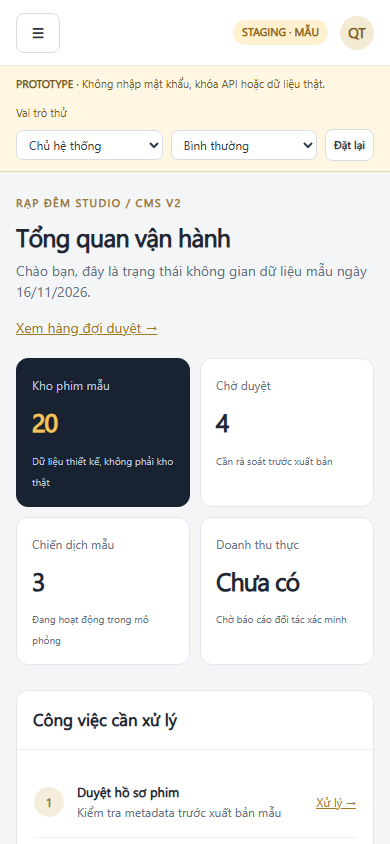 ☰
STAGING · MẪU
QT
PROTOTYPE · Không nhập mật khẩu, khóa API hoặc dữ liệu thật.
Vai trò thử
Chủ hệ thống
Bình thường
Đặt lại
RẠP ĐÊM STUDIO / CMS V2
Tổng quan vận hành
Chào bạn, đây là trạng thái không gian dữ liệu mẫu ngày
16/11/2026.
Xem hàng đợi duyệt →
Kho phim mẫu
20
Dữ liệu thiết kế, không phải kho
thật
Chờ duyệt
4
Cần rà soát trước xuất bản
Chiến dịch mẫu
3
Đang hoạt động trong mô
phỏng
Doanh thu thực
Chưa có
Chờ báo cáo đối tác xác minh
Công việc cần xử lý
1
Duyệt hồ sơ phim
Kiểm tra metadata trước xuất bản mẫu
Xử lý →